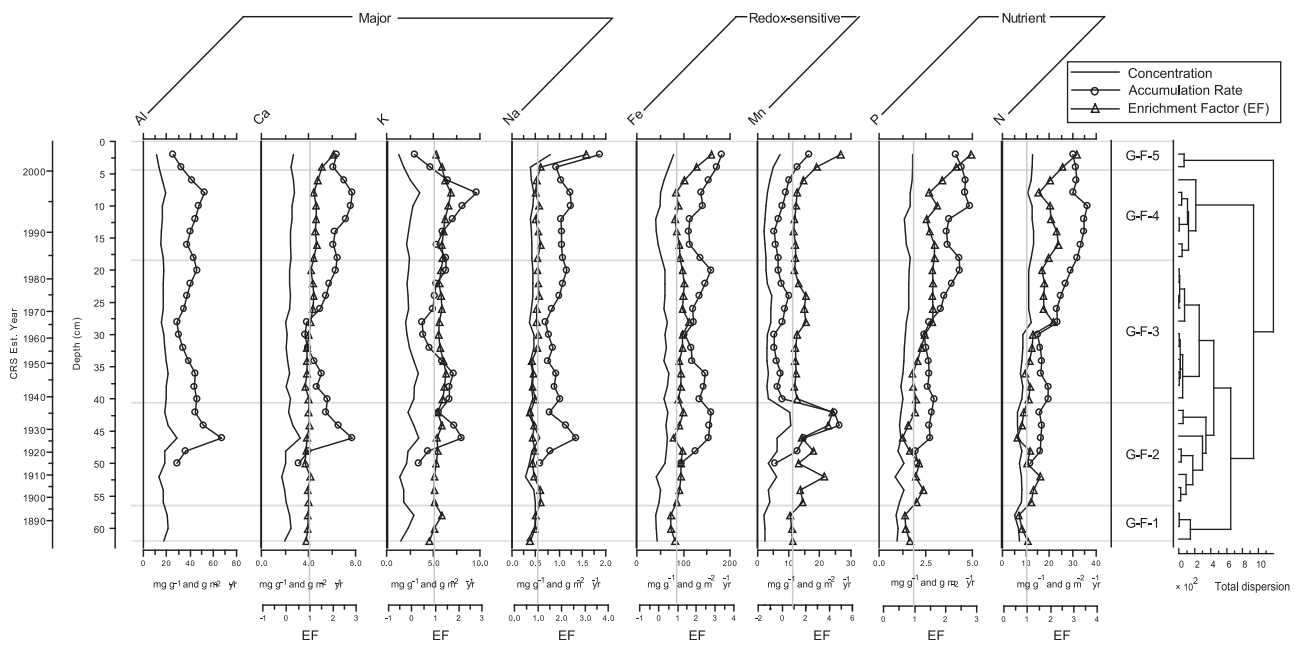 Major Redox-sensitive Nutrient
Concentration
Accumulation Rate
Enrichment Factor (EF)
Al Ca K Na Fe Mn P N
CRS Est. Year
2000
1990
1980
1970
1960
1950
1940
1930
1920
1910
1900
1890
Depth (cm)
0
5
10
15
20
25
30
35
40
45
50
55
60
G-F-5
G-F-4
G-F-3
G-F-2
G-F-1
0 20 40 60 80 0.0 2.0 4.0 6.0 8.0 0.0 5.0 10.0 0.0 1.0 2.0 3.0 4.0 0 100 200 0 10 20 30 0.0 2.5 5.0 0 10 20 30 40 0 2 4 6 8 10
mg g-1 and g m-2 yr mg g-1 and g m-2 yr-1 mg g-1 and g m-2 yr-1 mg g-1 and g m-2 yr-1 mg g-1 and g m-2 yr-1 mg g-1 and g m-2 yr-1 mg g-1 and g m-2 yr-1 mg g-1 and g m-2 yr-1 × 10 2 Total dispersion
-1 0 1 2 3 -1 0 1 2 3 0 1 2 3 4 -1 0 1 2 3 -2 0 2 4 6 0 1 2 3 0 1 2 3 4
EF EF EF EF EF EF EF